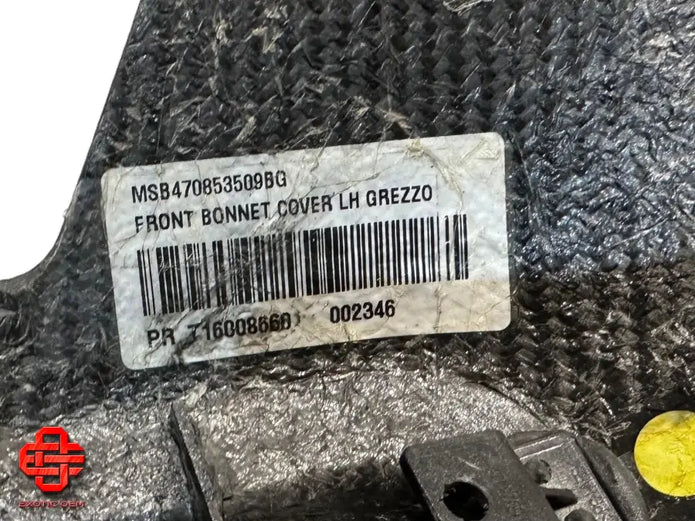 MSB470853509BG
FRONT BONNET COVER LH GREZZO
PR T16008660 002346
EXOTIC OEM